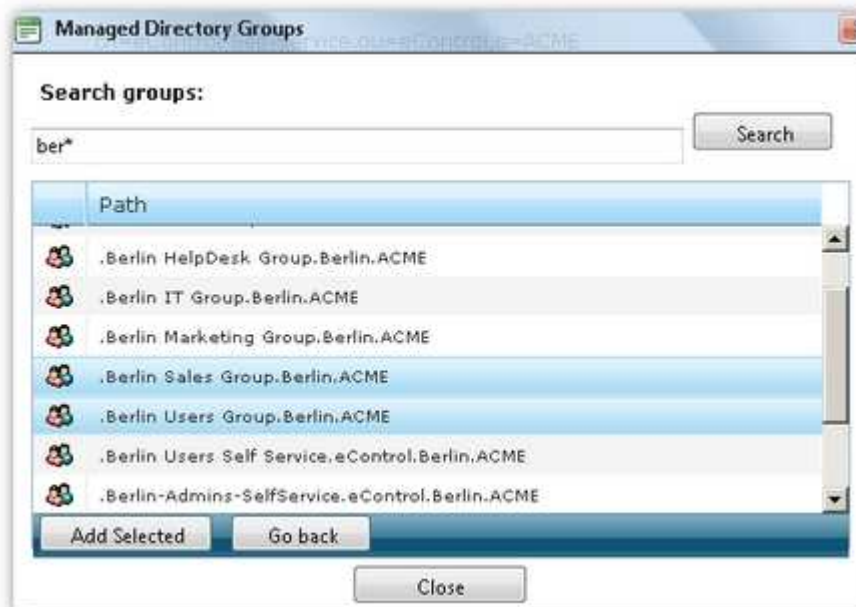 Managed Directory Groups
Search groups:
ber*
Search
Path
.Berlin HelpDesk Group.Berlin.ACME
.Berlin IT Group.Berlin.ACME
.Berlin Marketing Group.Berlin.ACME
.Berlin Sales Group.Berlin.ACME
.Berlin Users Group.Berlin.ACME
.Berlin Users Self Service.eControl.Berlin.ACME
.Berlin-Admins-SelfService.eControl.Berlin.ACME
Add Selected
Go back
Close